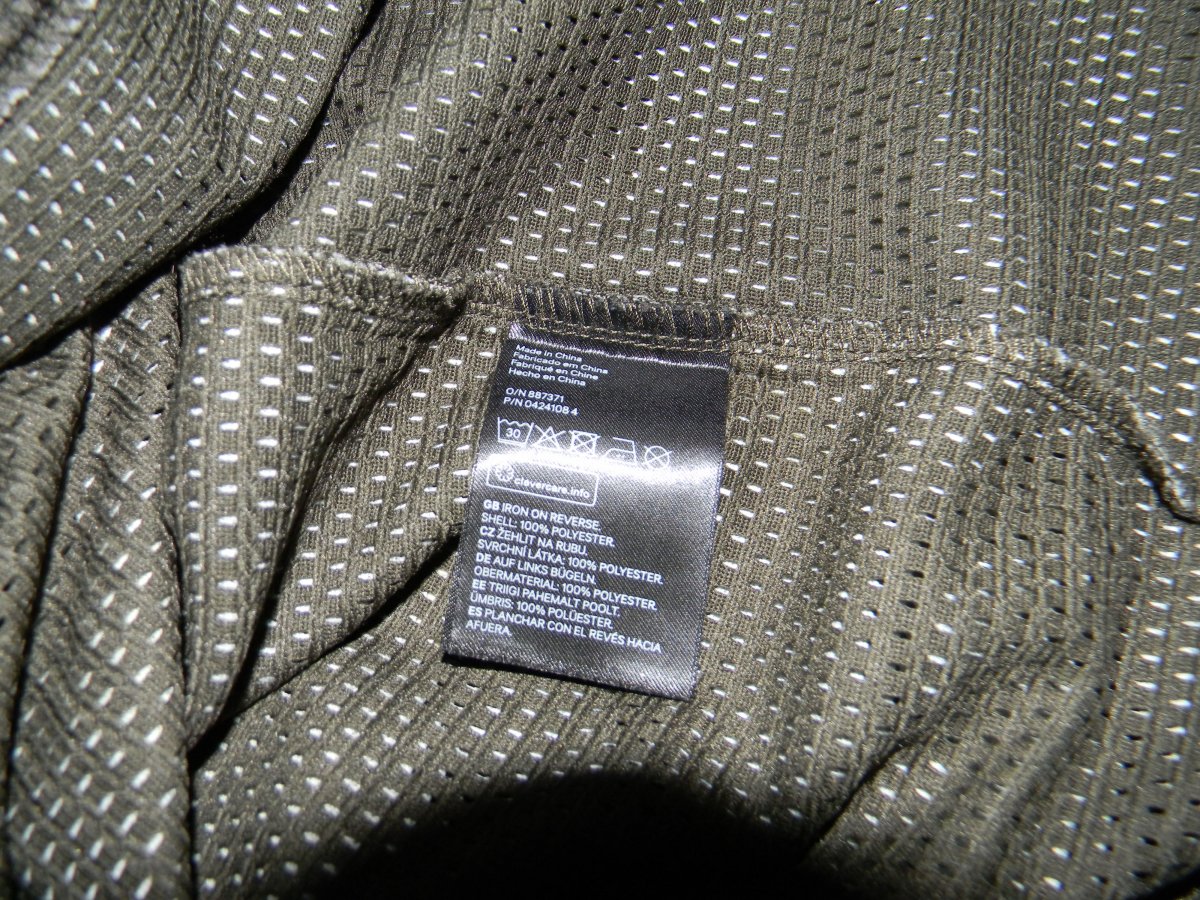 Made in China
Fabricado em China
Fabriqué en Chine
Hecho en China
O/N 887371
P/N 0424108 4
30
clevercare.info
GB IRON ON REVERSE.
SHELL: 100% POLYESTER.
CZ ŽEHLIT NA RUBU.
SVRCHNÍ LÁTKA: 100% POLYESTER.
DE AUF LINKS BÜGELN.
OBERMATERIAL: 100% POLYESTER.
EE TRIIGI PAHEMALT POOLT.
ÜMBRIS: 100% POLÜESTER.
ES PLANCHAR CON EL REVÉS HACIA
AFUERA.